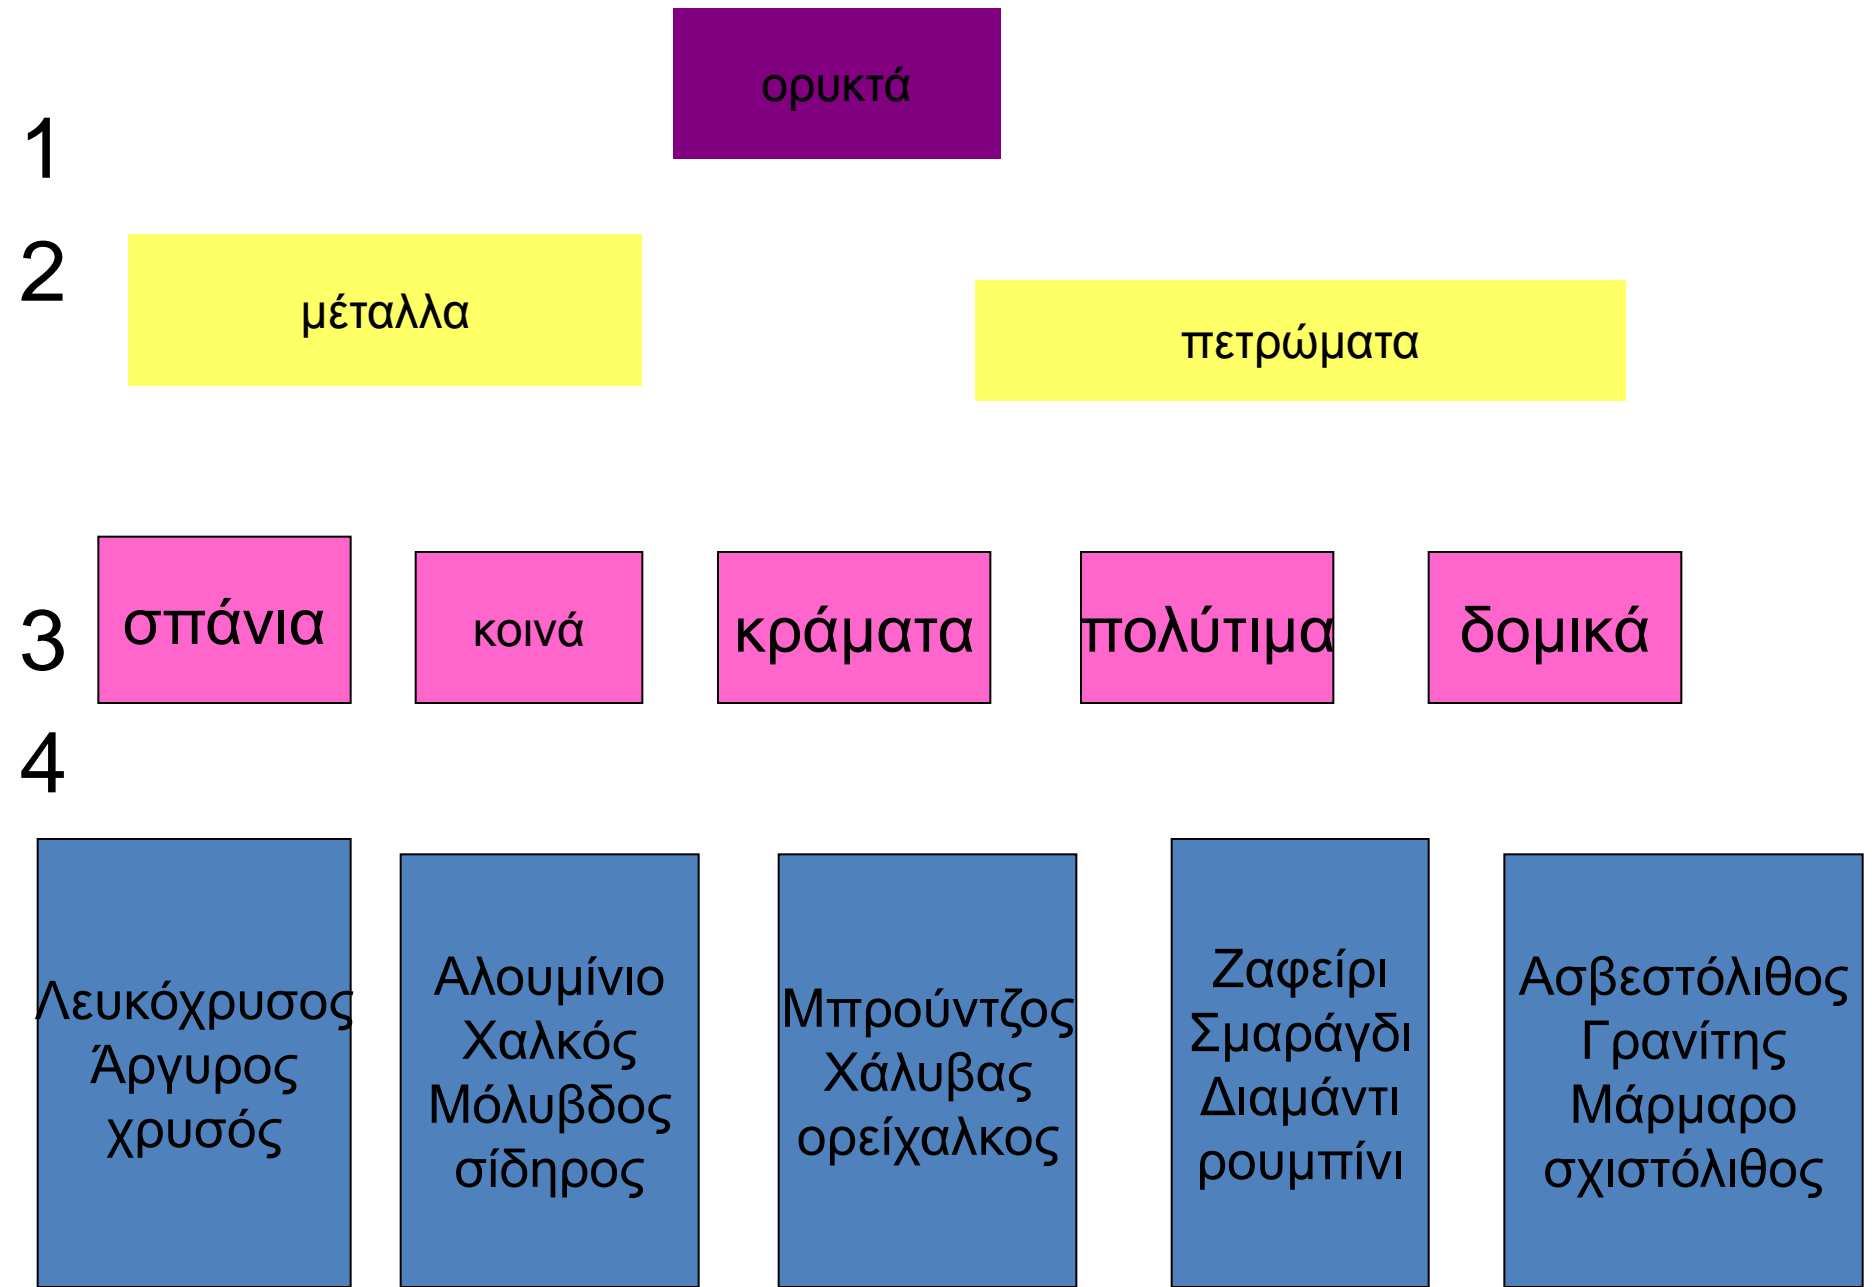 ορυκτά
1
2
μέταλλα
πετρώματα
3
σπάνια
κοινά
κράματα
πολύτιμα
δομικά
4
Λευκόχρυσος
Άργυρος
χρυσός
Αλουμίνιο
Χαλκός
Μόλυβδος
σίδηρος
Μπρούντζος
Χάλυβας
ορείχαλκος
Ζαφείρι
Σμαράγδι
Διαμάντι
ρουμπίνι
Ασβεστόλιθος
Γρανίτης
Μάρμαρο
σχιστόλιθος